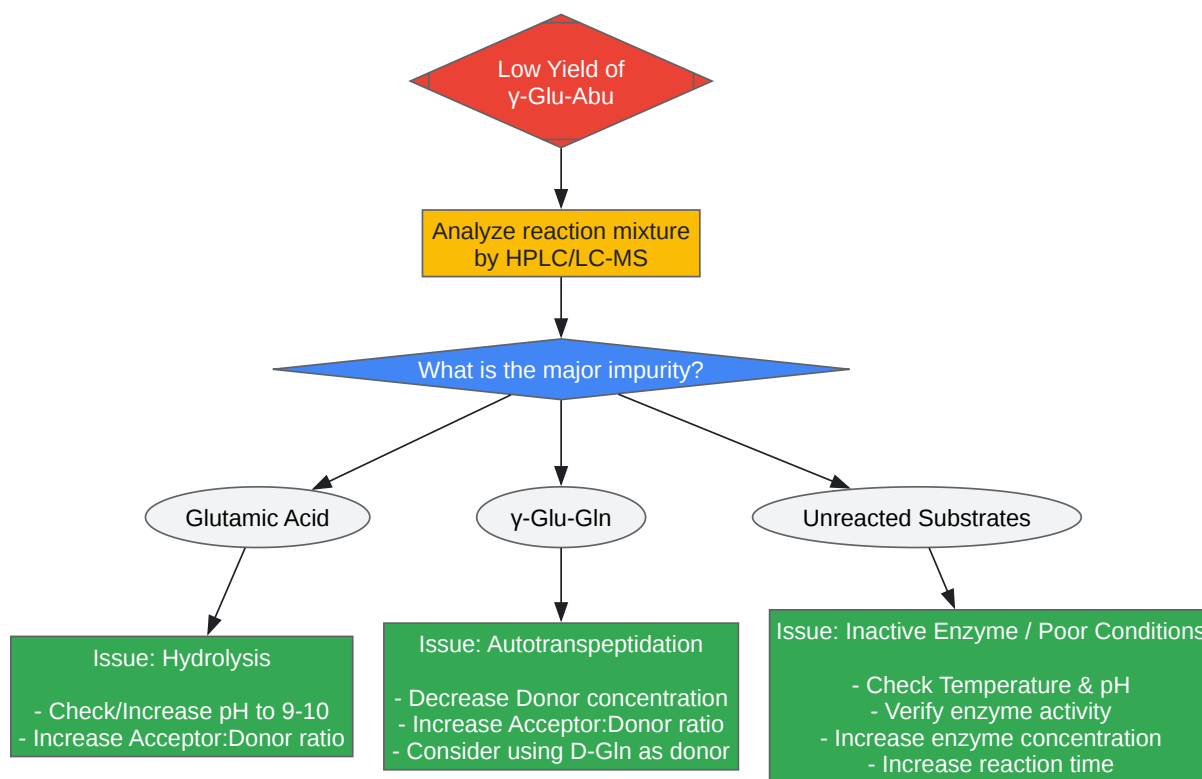 Low Yield of
γ-Glu-Abu
Analyze reaction mixture
by HPLC/LC-MS
What is the major impurity?
Glutamic Acid
γ-Glu-Gln
Unreacted Substrates
Issue: Hydrolysis
- Check/Increase pH to 9-10
- Increase Acceptor:Donor ratio
Issue: Autotranspeptidation
- Decrease Donor concentration
- Increase Acceptor:Donor ratio
- Consider using D-Gln as donor
Issue: Inactive Enzyme / Poor Conditions
- Check Temperature & pH
- Verify enzyme activity
- Increase enzyme concentration
- Increase reaction time